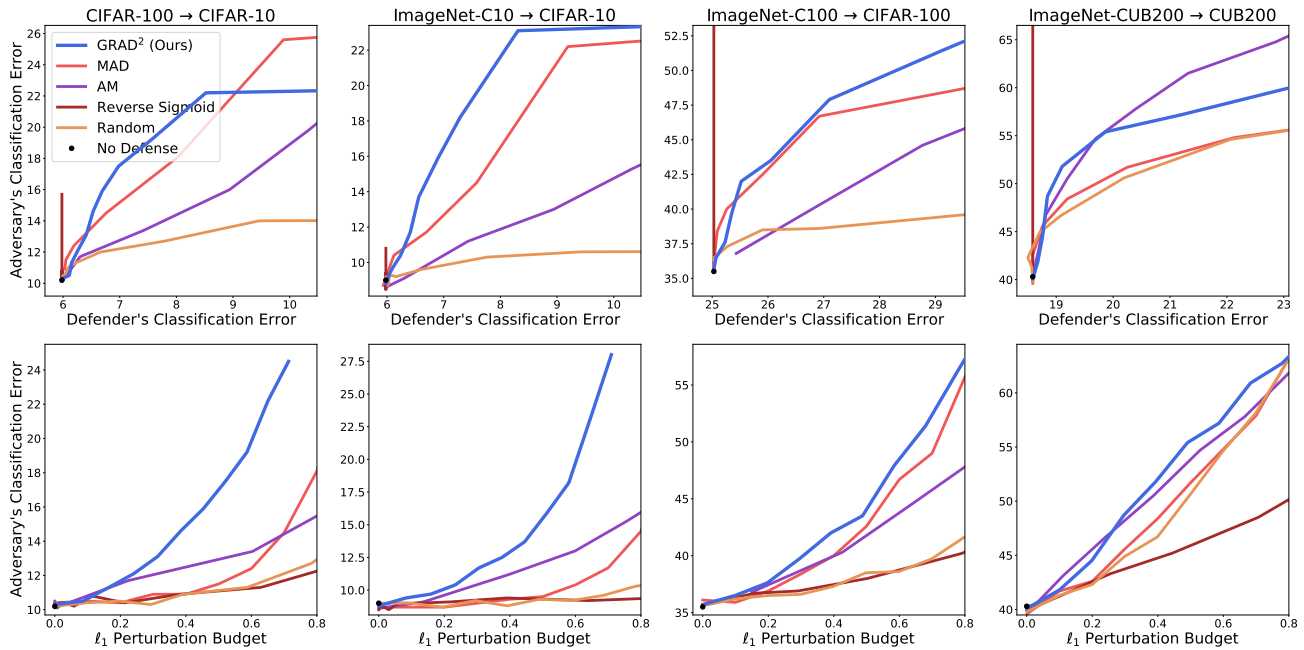 CIFAR-100 → CIFAR-10
ImageNet-C10 → CIFAR-10
ImageNet-C100 → CIFAR-100
ImageNet-CUB200 → CUB200
Adversary's Classification Error
26
24
22
20
18
16
14
12
10
GRAD² (Ours)
MAD
AM
Reverse Sigmoid
Random
No Defense
6 7 8 9 10
Defender's Classification Error
22
20
18
16
14
12
10
6 7 8 9 10
Defender's Classification Error
52.5
50.0
47.5
45.0
42.5
40.0
37.5
35.0
25 26 27 28 29
Defender's Classification Error
65
60
55
50
45
40
19 20 21 22 23
Defender's Classification Error
Adversary's Classification Error
24
22
20
18
16
14
12
10
0.0 0.2 0.4 0.6 0.8
ℓ₁ Perturbation Budget
27.5
25.0
22.5
20.0
17.5
15.0
12.5
10.0
0.0 0.2 0.4 0.6 0.8
ℓ₁ Perturbation Budget
55
50
45
40
35
0.0 0.2 0.4 0.6 0.8
ℓ₁ Perturbation Budget
60
55
50
45
40
0.0 0.2 0.4 0.6 0.8
ℓ₁ Perturbation Budget